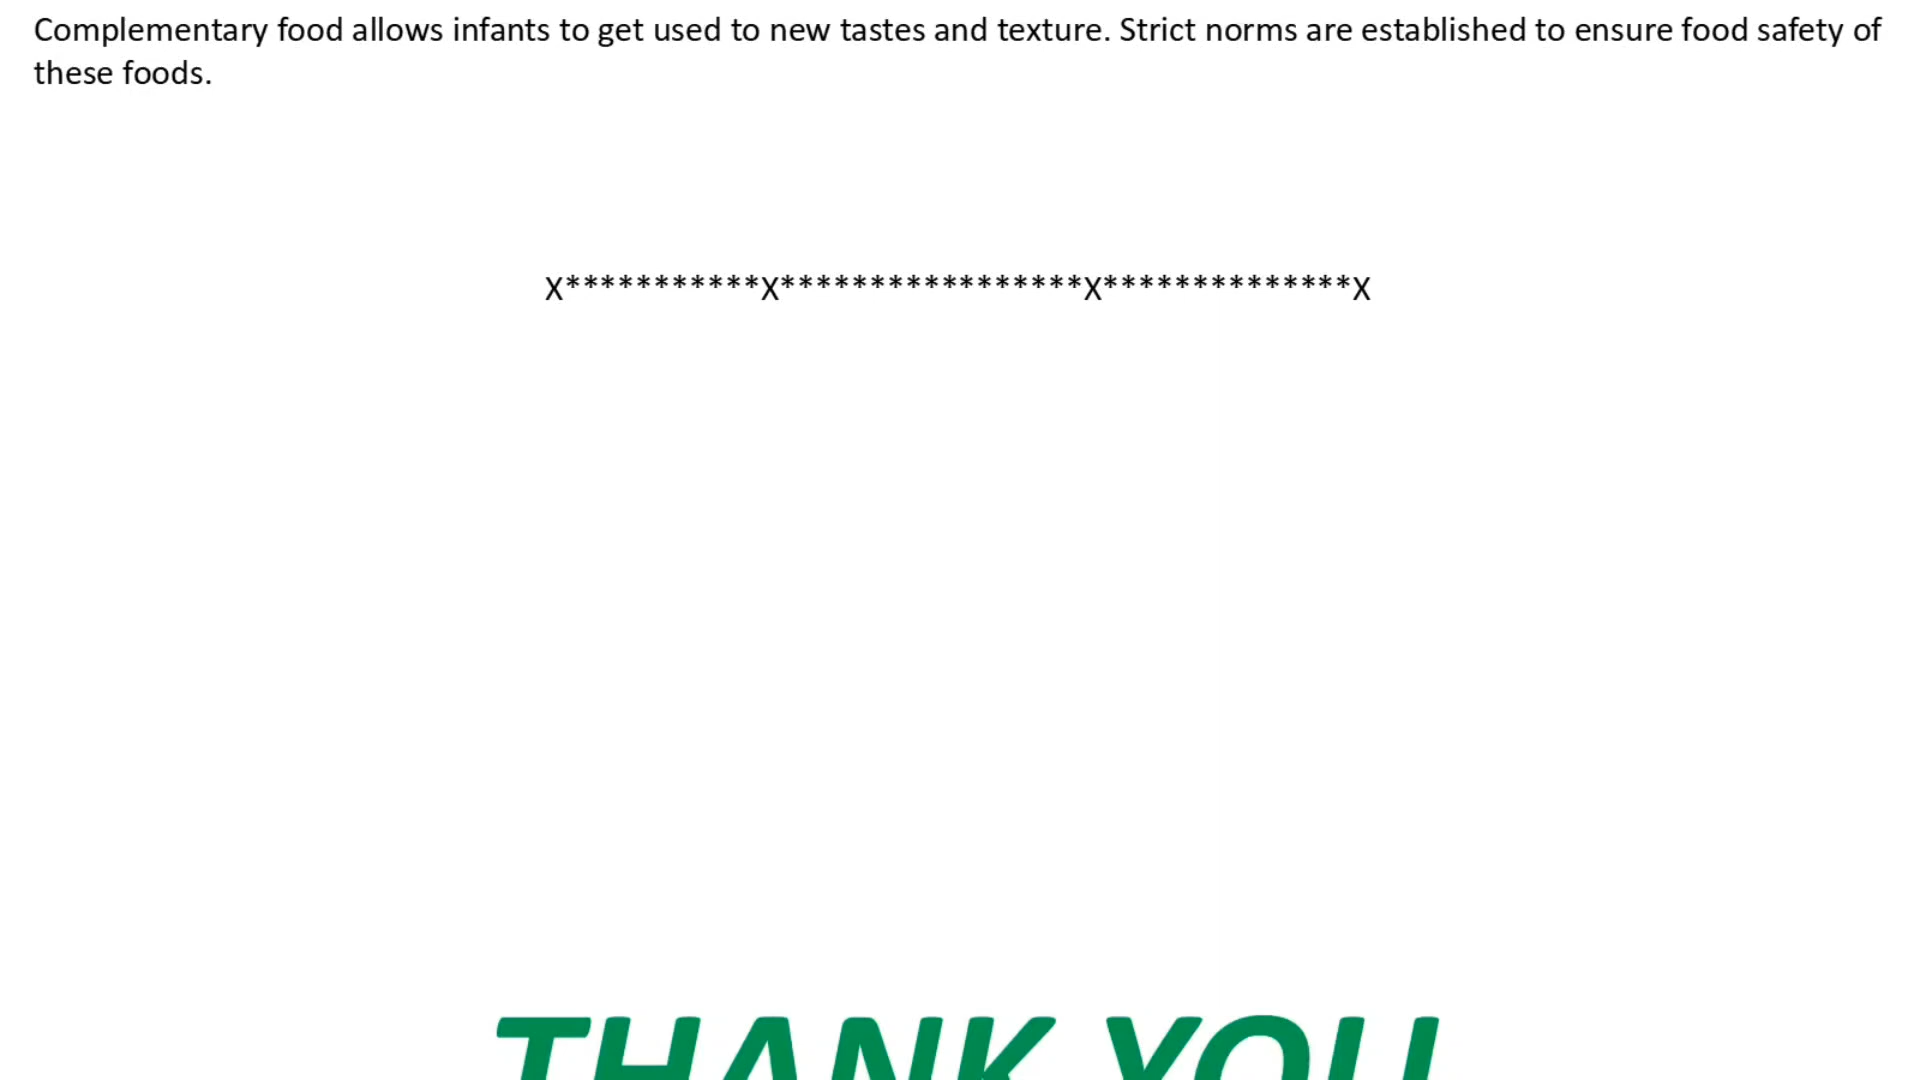 Complementary food allows infants to get used to new tastes and texture. Strict norms are established to ensure food safety of
these foods.
X***********X*****************X**************X
THANK YOU